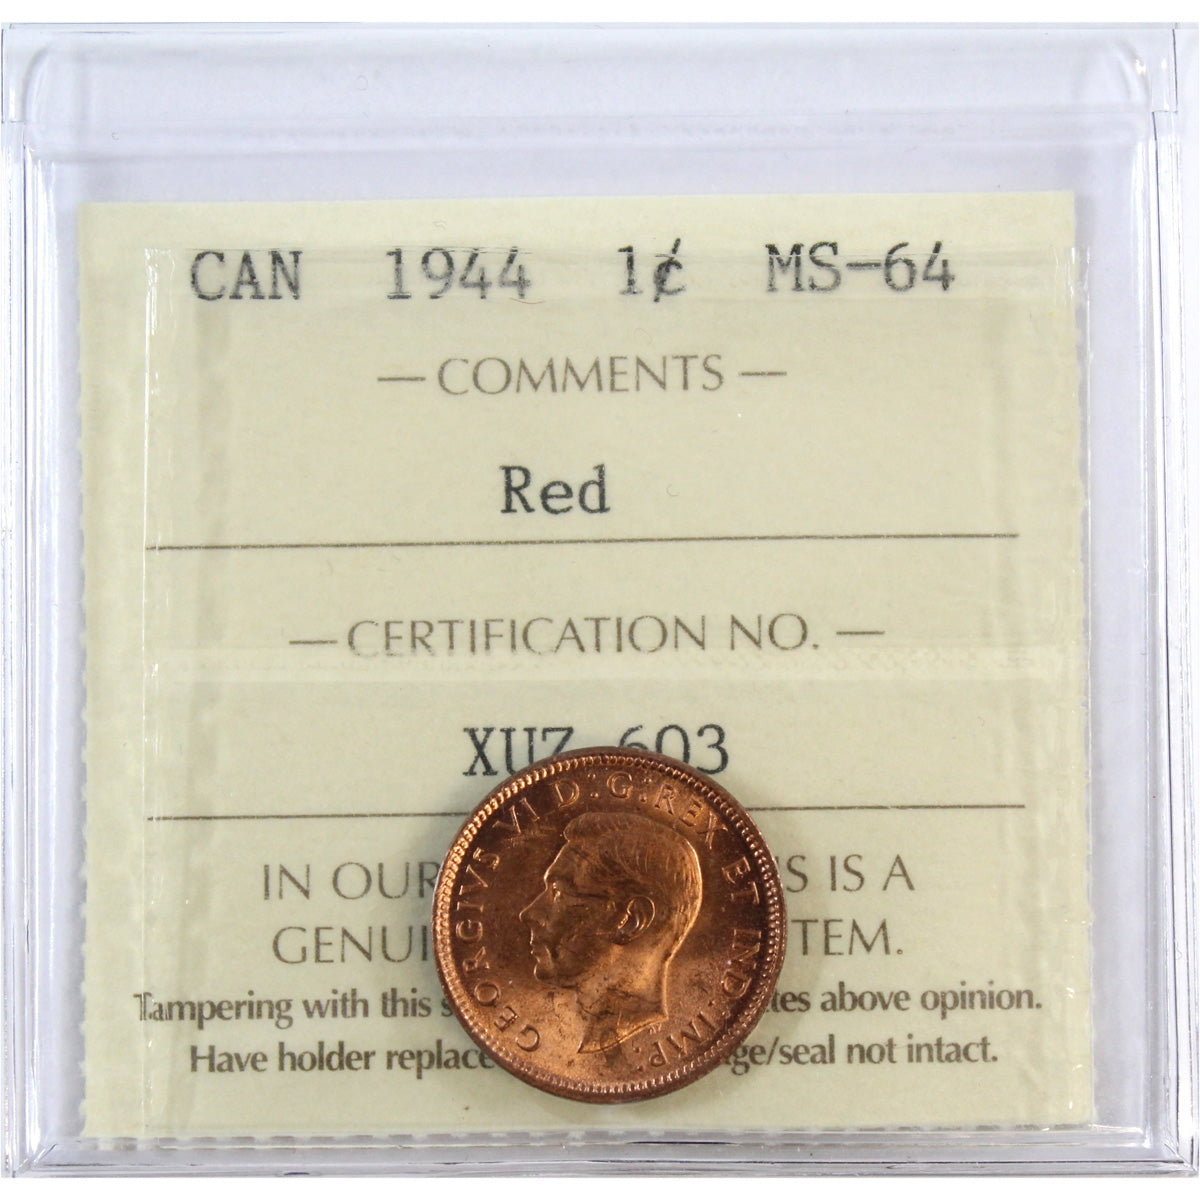 CAN 1944 1¢ MS-64
— COMMENTS —
Red
— CERTIFICATION NO. —
XUZ 603
GEORGIVS VI D:G:REX ET IND:IMP:
IN OUR S IS A
GENUI TEM.
Tampering with this s tes above opinion.
Have holder replace ge/seal not intact.